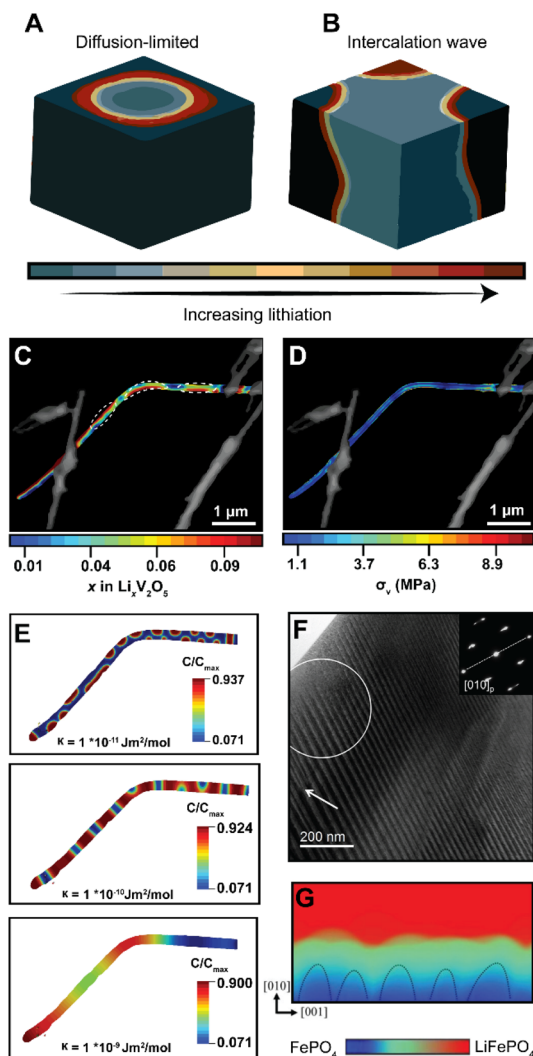 A
Diffusion-limited
B
Intercalation wave
Increasing lithiation
C
1 μm
0.01 0.04 0.06 0.09
x in LiₓV₂O₅
D
1 μm
1.1 3.7 6.3 8.9
σᵥ (MPa)
E
C/Cₘₐₓ
0.937
0.071
κ = 1 *10⁻¹¹ Jm²/mol
C/Cₘₐₓ
0.924
0.071
κ = 1 *10⁻¹⁰ Jm²/mol
C/Cₘₐₓ
0.900
0.071
κ = 1 *10⁻⁹ Jm²/mol
F
[010]ₚ
200 nm
G
[010]
[001]
FePO₄ LiFePO₄